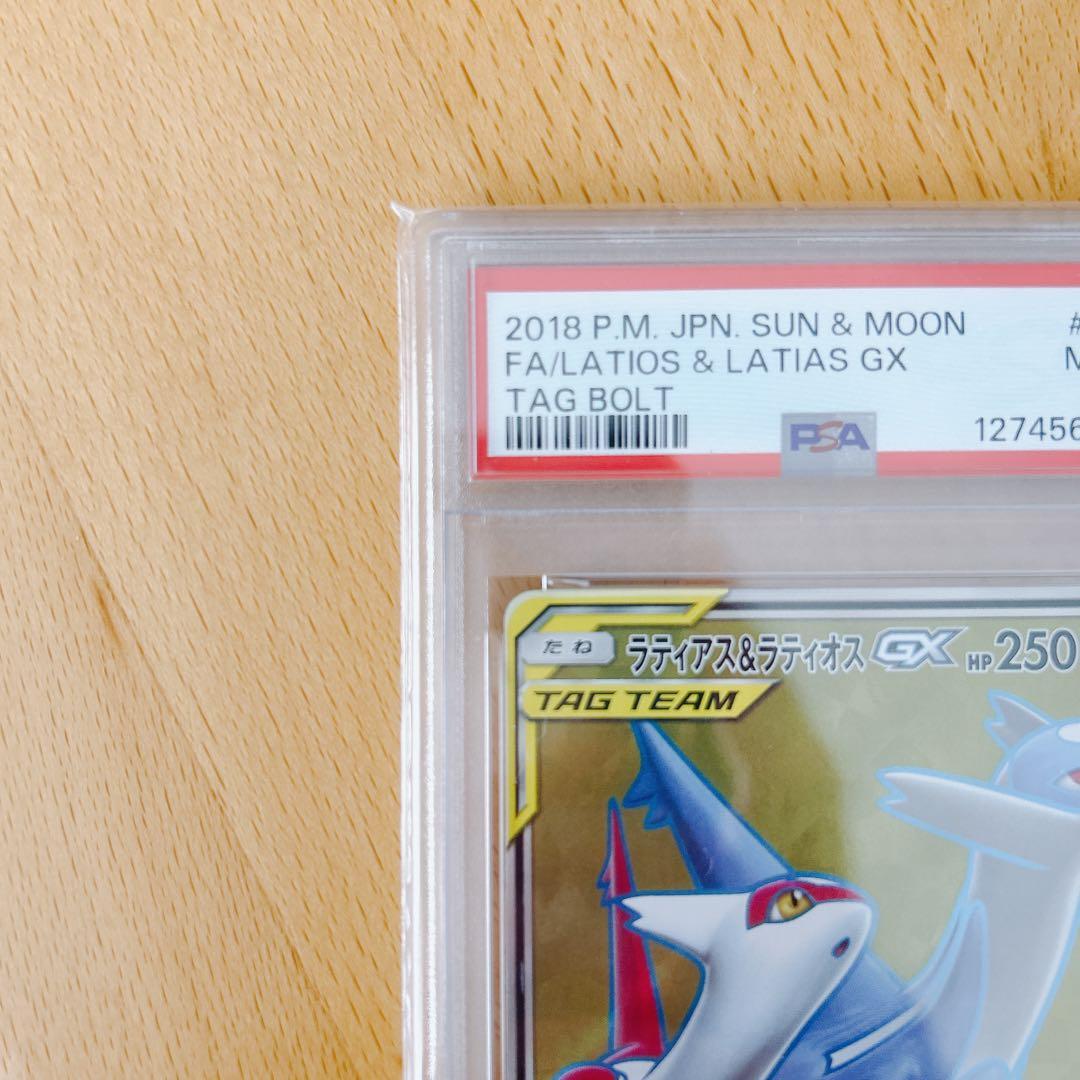 2018 P.M. JPN. SUN & MOON #
FA/LATIOS & LATIAS GX
TAG BOLT
PSA 127456
たね ラティアス&ラティオス GX HP 250
TAG TEAM